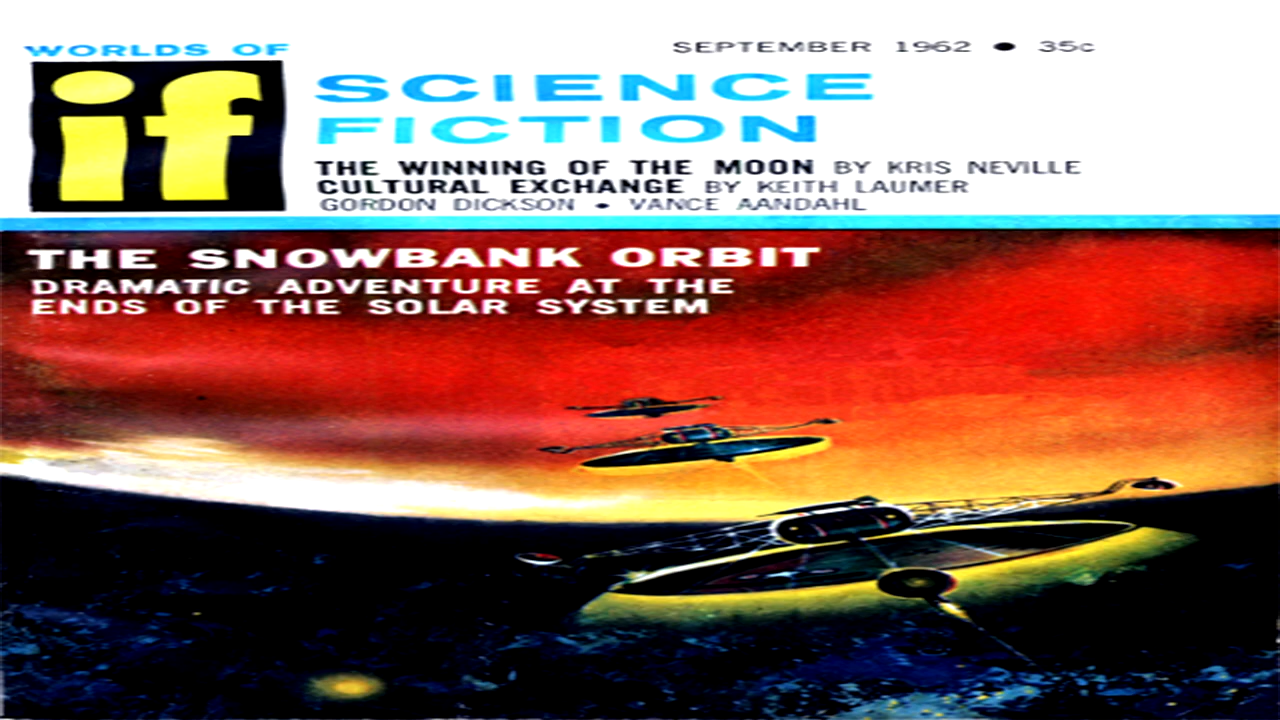 WORLDS OF
if
SCIENCE
FICTION
SEPTEMBER 1962 ● 35c
THE WINNING OF THE MOON BY KRIS NEVILLE
CULTURAL EXCHANGE BY KEITH LAUMER
GORDON DICKSON • VANCE AANDAHL
THE SNOWBANK ORBIT
DRAMATIC ADVENTURE AT THE
ENDS OF THE SOLAR SYSTEM